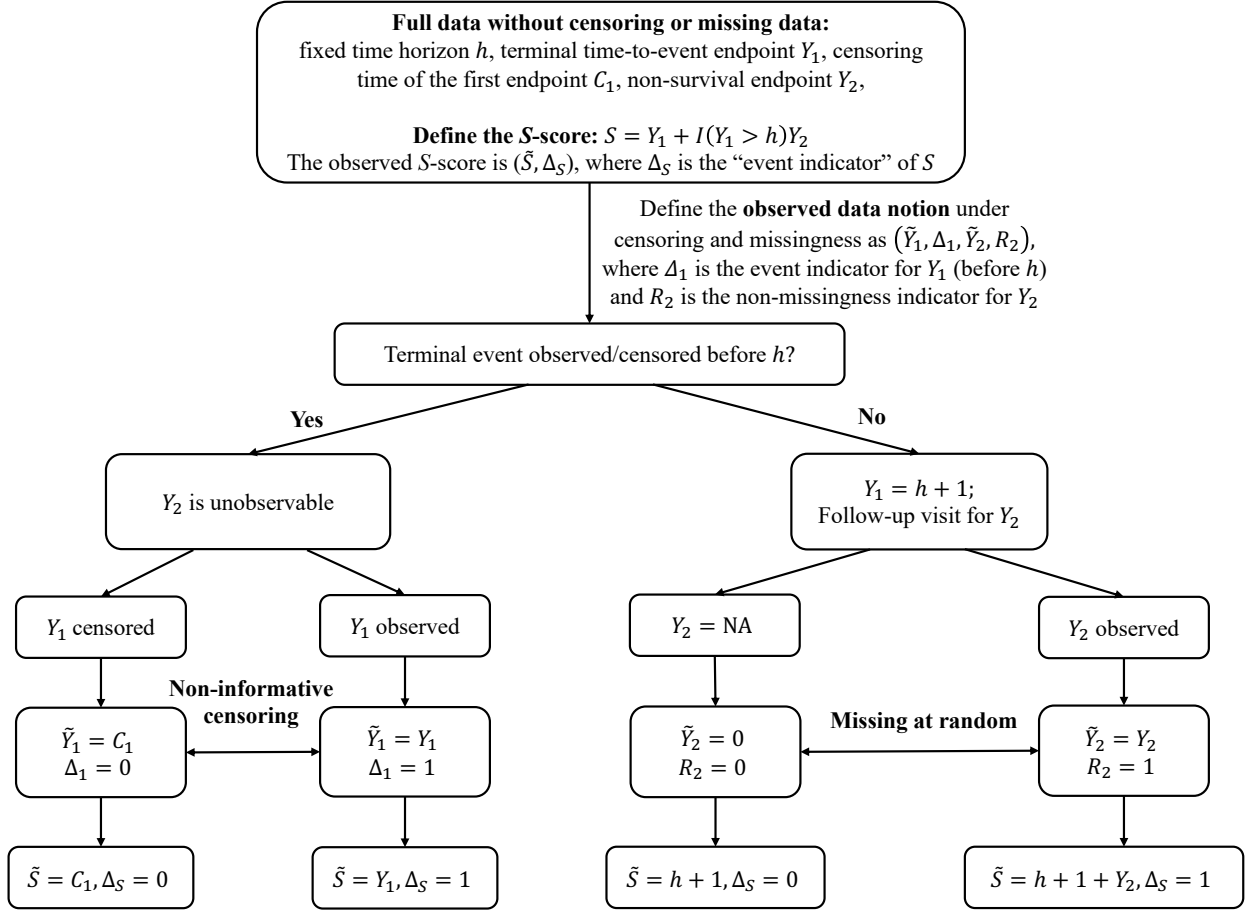 Full data without censoring or missing data:
fixed time horizon h, terminal time-to-event endpoint Y₁, censoring
time of the first endpoint C₁, non-survival endpoint Y₂,
Define the S-score: S = Y₁ + I(Y₁ > h)Y₂
The observed S-score is (S̃, Δ_S), where Δ_S is the “event indicator” of S
Define the observed data notion under
censoring and missingness as (Ỹ₁, Δ₁, Ỹ₂, R₂),
where Δ₁ is the event indicator for Y₁ (before h)
and R₂ is the non-missingness indicator for Y₂
Terminal event observed/censored before h?
Yes
No
Y₂ is unobservable
Y₁ = h + 1;
Follow-up visit for Y₂
Y₁ censored
Y₁ observed
Y₂ = NA
Y₂ observed
Non-informative
censoring
Missing at random
Ỹ₁ = C₁
Δ₁ = 0
Ỹ₁ = Y₁
Δ₁ = 1
Ỹ₂ = 0
R₂ = 0
Ỹ₂ = Y₂
R₂ = 1
S̃ = C₁, Δ_S = 0
S̃ = Y₁, Δ_S = 1
S̃ = h + 1, Δ_S = 0
S̃ = h + 1 + Y₂, Δ_S = 1